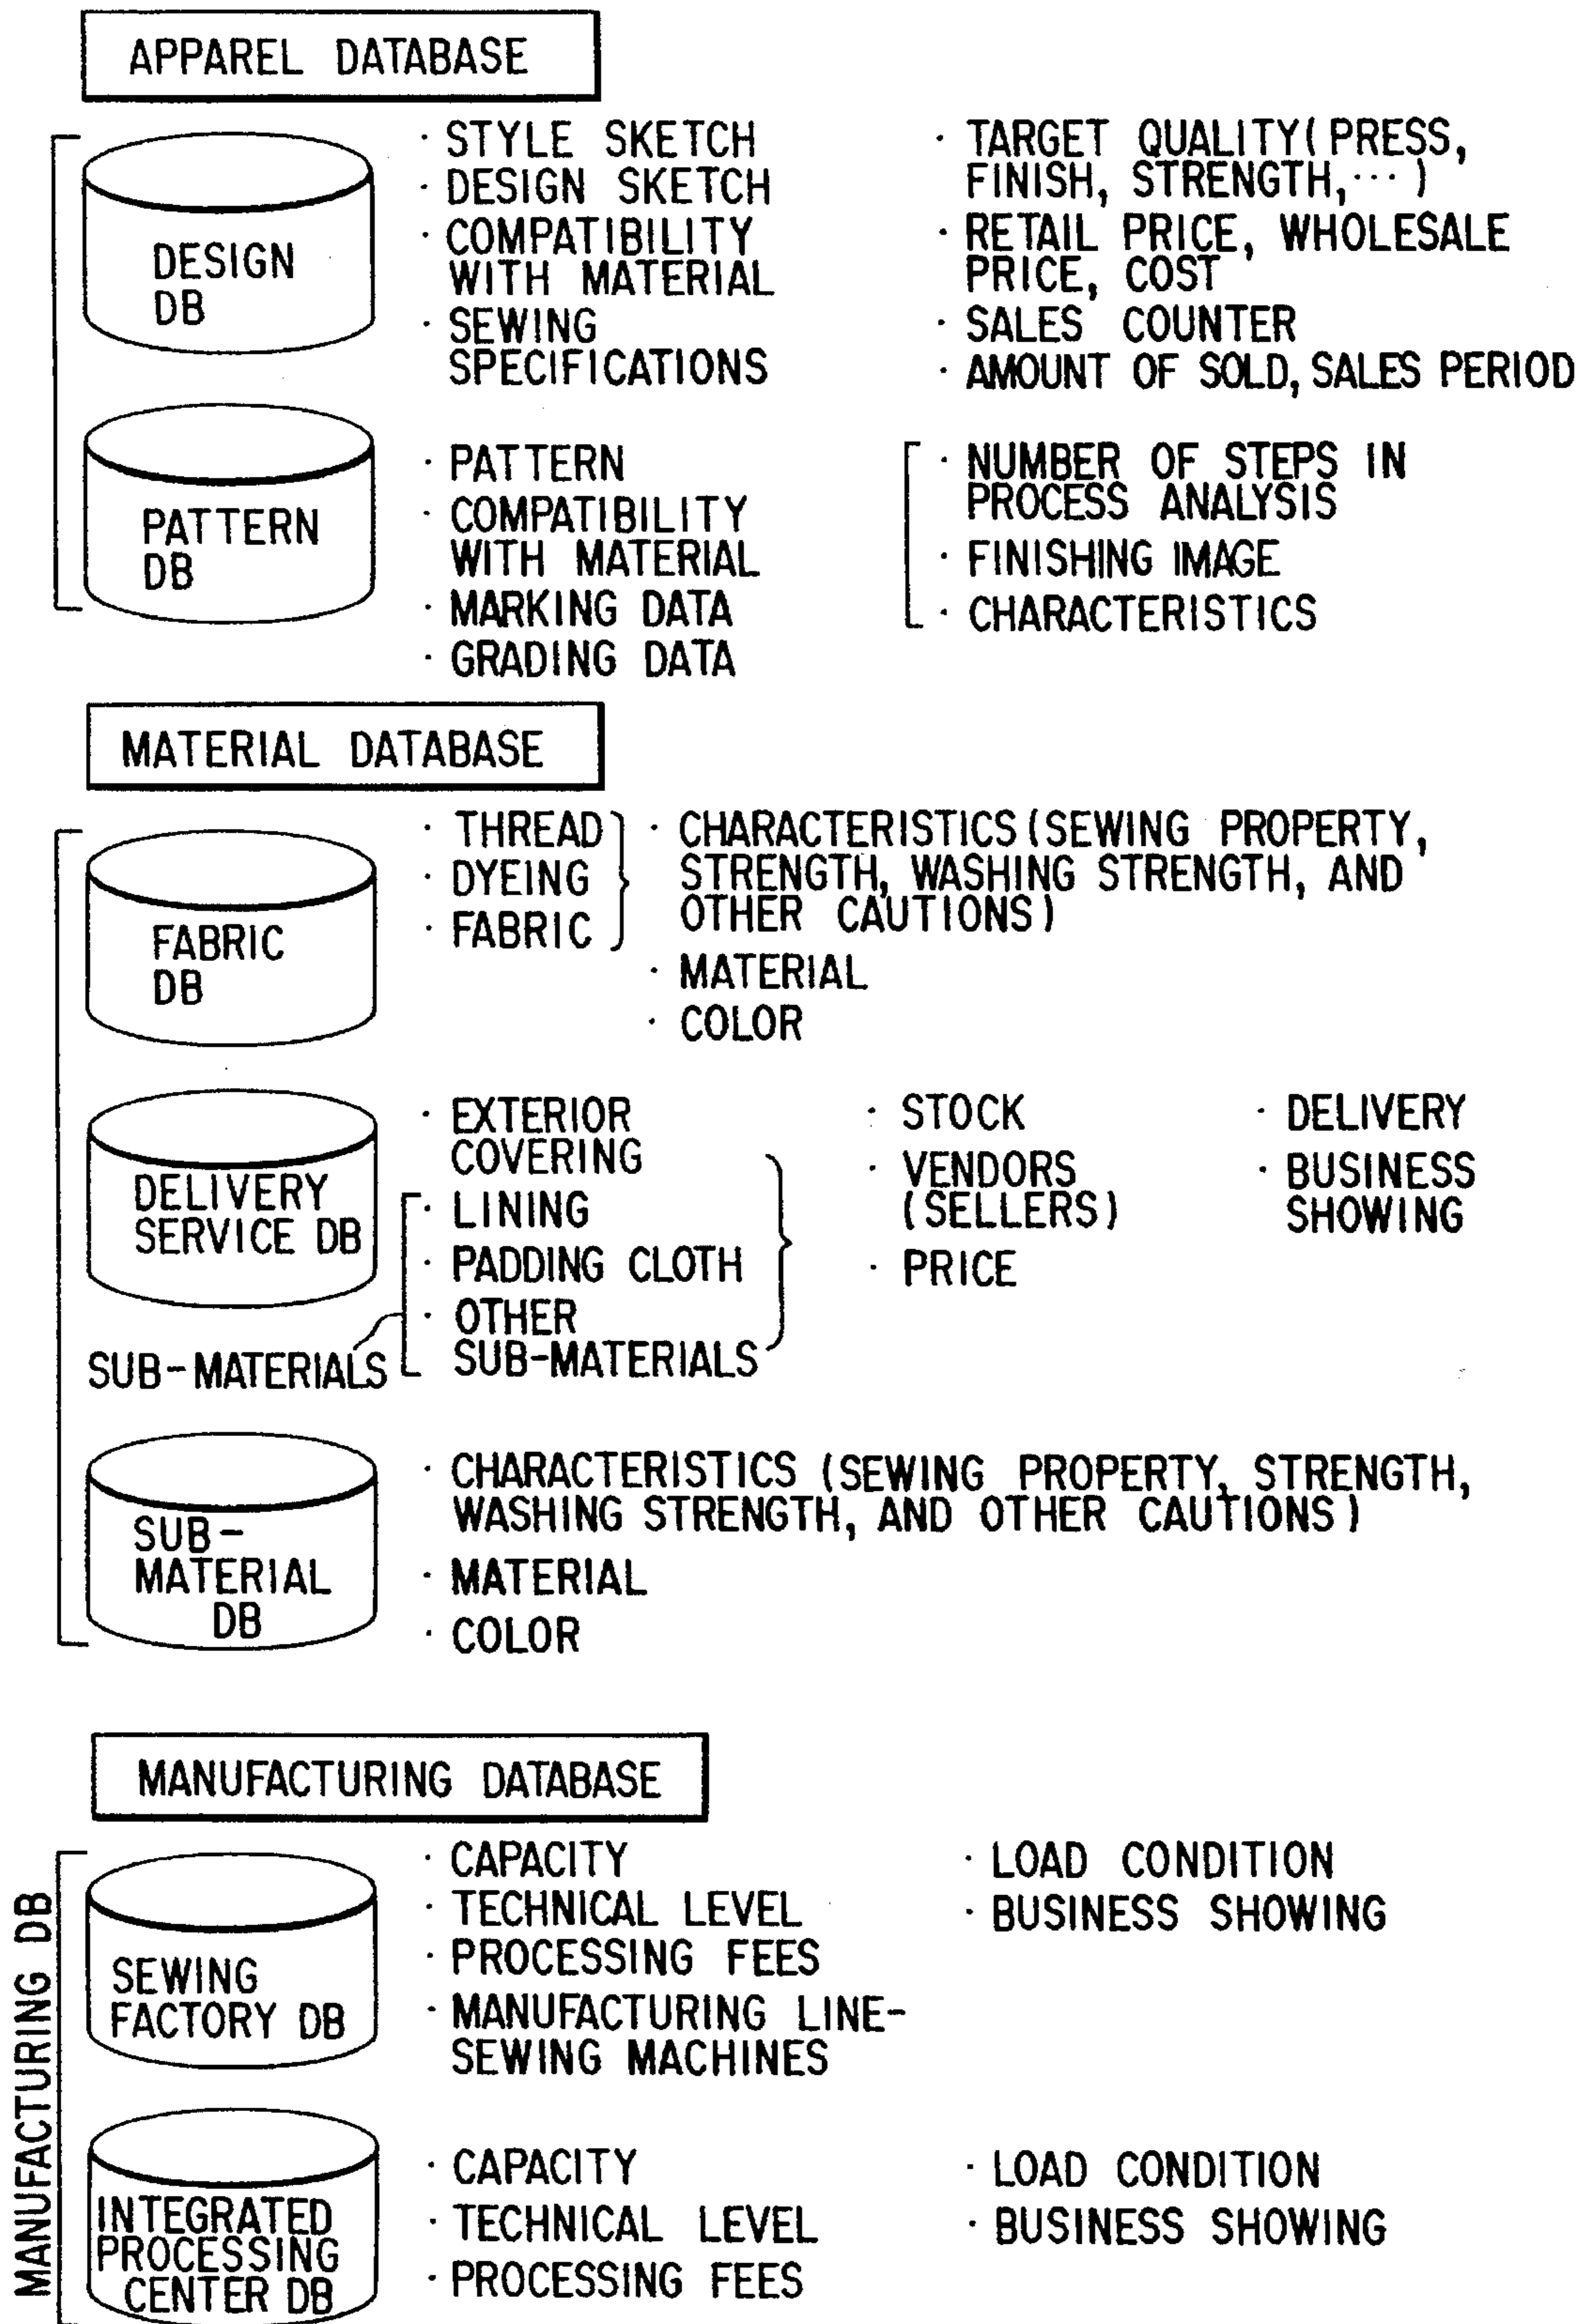 APPAREL DATABASE
DESIGN
DB
· STYLE SKETCH
· DESIGN SKETCH
· COMPATIBILITY
WITH MATERIAL
· SEWING
SPECIFICATIONS
· TARGET QUALITY(PRESS,
FINISH, STRENGTH,···)
· RETAIL PRICE, WHOLESALE
PRICE, COST
· SALES COUNTER
· AMOUNT OF SOLD, SALES PERIOD
PATTERN
DB
· PATTERN
· COMPATIBILITY
WITH MATERIAL
· MARKING DATA
· GRADING DATA
· NUMBER OF STEPS IN
PROCESS ANALYSIS
· FINISHING IMAGE
· CHARACTERISTICS
MATERIAL DATABASE
FABRIC
DB
· THREAD
· DYEING
· FABRIC
· CHARACTERISTICS(SEWING PROPERTY,
STRENGTH, WASHING STRENGTH, AND
OTHER CAUTIONS)
· MATERIAL
· COLOR
DELIVERY
SERVICE DB
SUB-MATERIALS
· EXTERIOR
COVERING
· LINING
· PADDING CLOTH
· OTHER
SUB-MATERIALS
· STOCK
· VENDORS
(SELLERS)
· PRICE
· DELIVERY
· BUSINESS
SHOWING
SUB-
MATERIAL
DB
· CHARACTERISTICS (SEWING PROPERTY, STRENGTH,
WASHING STRENGTH, AND OTHER CAUTIONS)
· MATERIAL
· COLOR
MANUFACTURING DATABASE
MANUFACTURING DB
SEWING
FACTORY DB
· CAPACITY
· TECHNICAL LEVEL
· PROCESSING FEES
· MANUFACTURING LINE-
SEWING MACHINES
· LOAD CONDITION
· BUSINESS SHOWING
INTEGRATED
PROCESSING
CENTER DB
· CAPACITY
· TECHNICAL LEVEL
· PROCESSING FEES
· LOAD CONDITION
· BUSINESS SHOWING